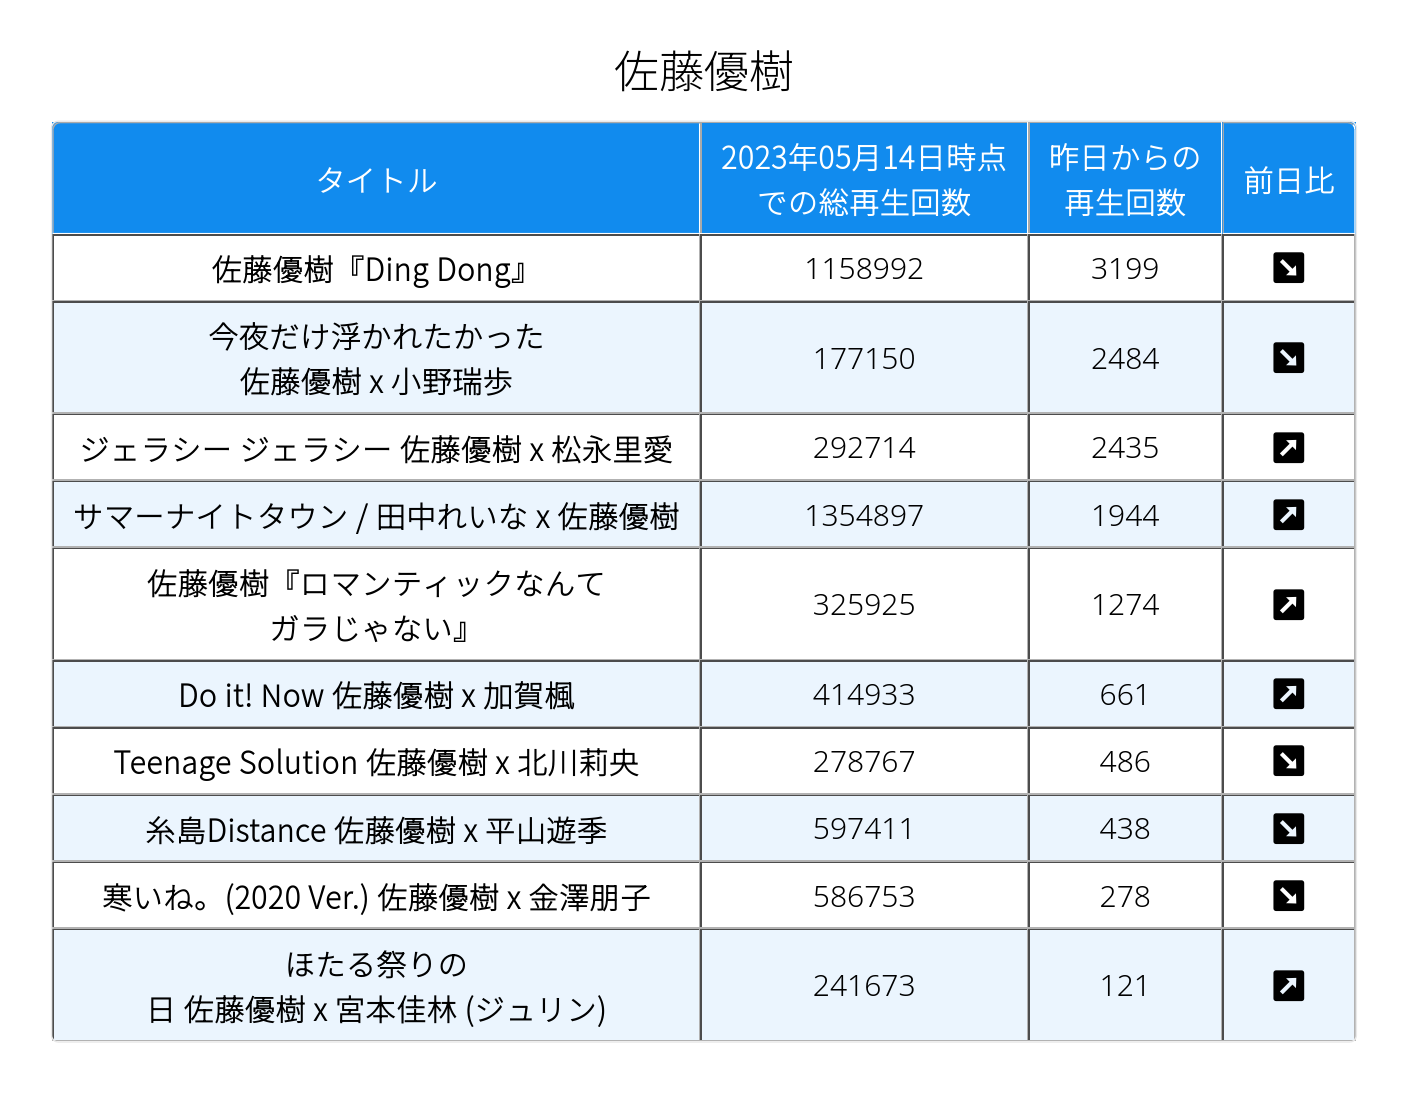 佐藤優樹
タイトル
2023年05月14日時点
での総再生回数
昨日からの
再生回数
前日比
佐藤優樹『Ding Dong』
1158992
3199
今夜だけ浮かれたかった
佐藤優樹 x 小野瑞歩
177150
2484
ジェラシー ジェラシー 佐藤優樹 x 松永里愛
292714
2435
サマーナイトタウン / 田中れいな x 佐藤優樹
1354897
1944
佐藤優樹『ロマンティックなんて
ガラじゃない』
325925
1274
Do it! Now 佐藤優樹 x 加賀楓
414933
661
Teenage Solution 佐藤優樹 x 北川莉央
278767
486
糸島Distance 佐藤優樹 x 平山遊季
597411
438
寒いね。(2020 Ver.) 佐藤優樹 x 金澤朋子
586753
278
ほたる祭りの
日 佐藤優樹 x 宮本佳林 (ジュリン)
241673
121